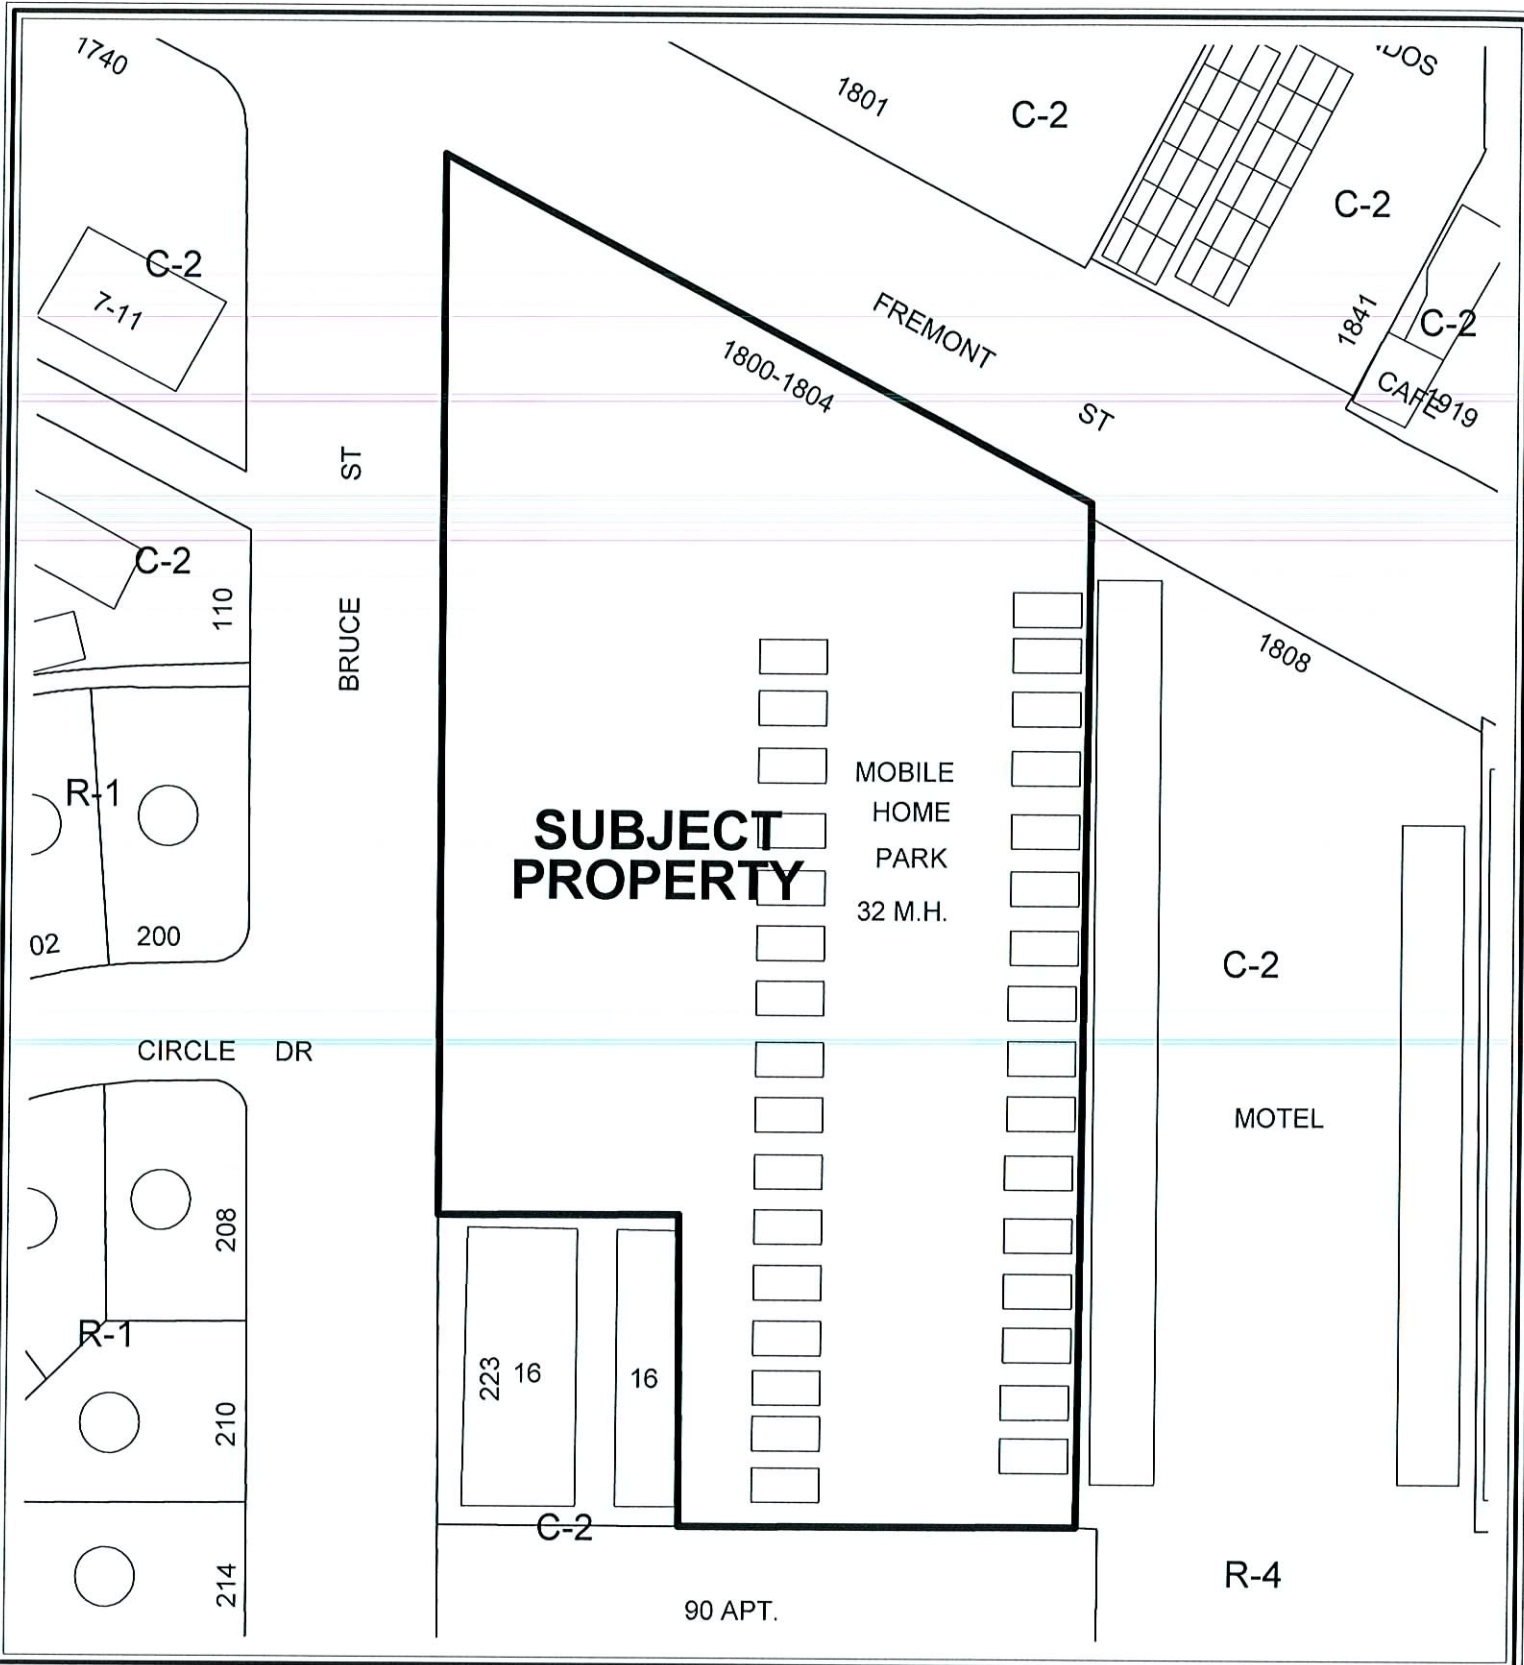 1740
1801
C-2
C-2
C-2
7-11
FREMONT
ST
1841
C-2
CAFE
1919
1800-1804
ST
BRUCE
C-2
110
1808
R-1
MOBILE
HOME
PARK
32 M.H.
SUBJECT
PROPERTY
02
200
C-2
CIRCLE DR
MOTEL
208
R-1
223
16
16
210
C-2
214
90 APT.
R-4